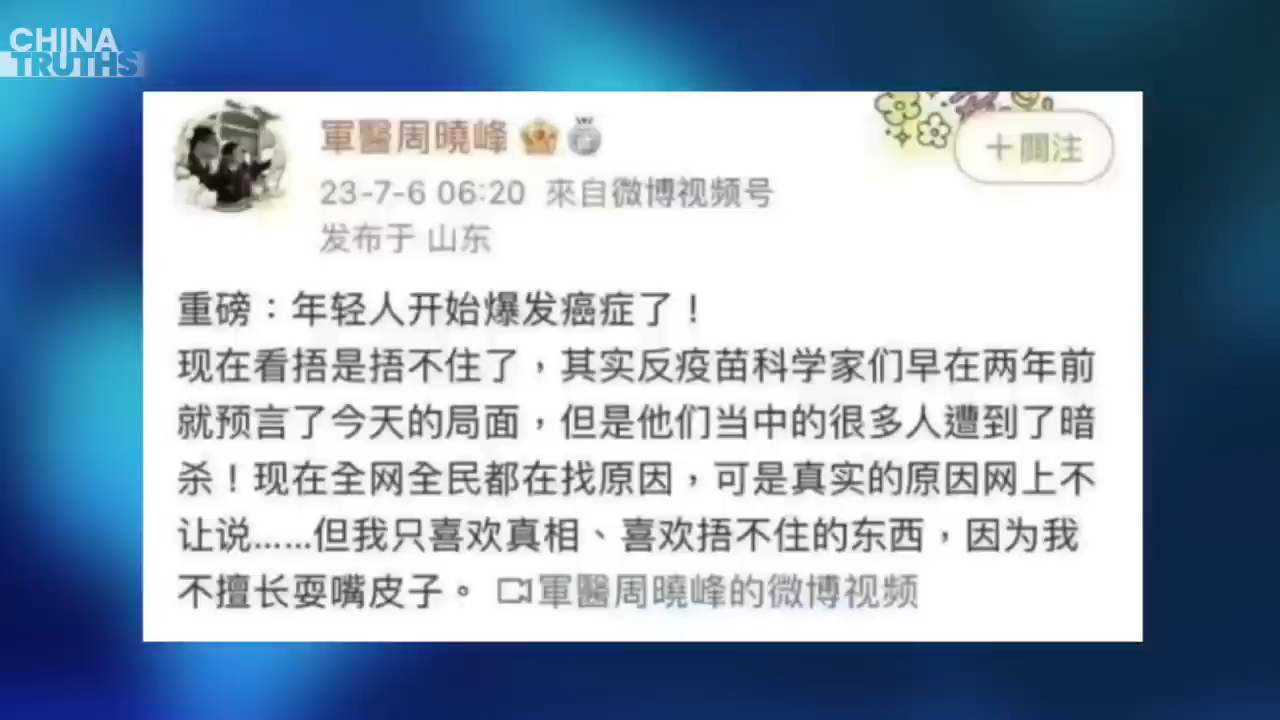 CHINA
TRUTHS
軍醫周曉峰
十關注
23-7-6 06:20 來自微博视频号
发布于 山东
重磅：年轻人开始爆发癌症了！
现在看捂是捂不住了，其实反疫苗科学家们早在两年前
就预言了今天的局面，但是他们当中的很多人遭到了暗
杀！现在全网全民都在找原因，可是真实的原因网上不
让说......但我只喜欢真相、喜欢捂不住的东西，因为我
不擅长耍嘴皮子。 軍醫周曉峰的微博视频